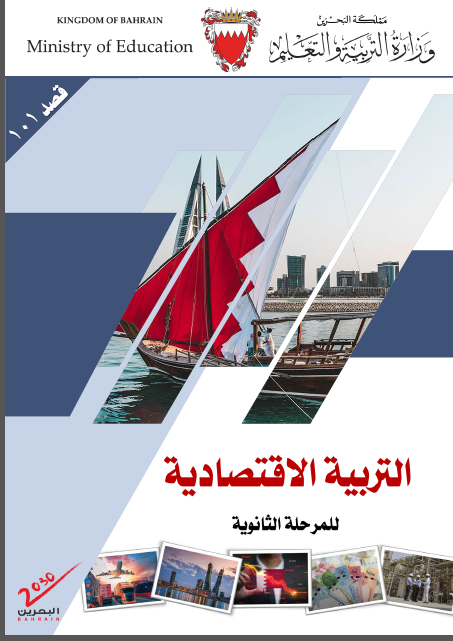 KINGDOM OF BAHRAIN
Ministry of Education
مملكة البحرين
وزارة التربية والتعليم
قصد ١٠١
التربية الاقتصادية
للمرحلة الثانوية
2030
البحرين
BAHRAIN